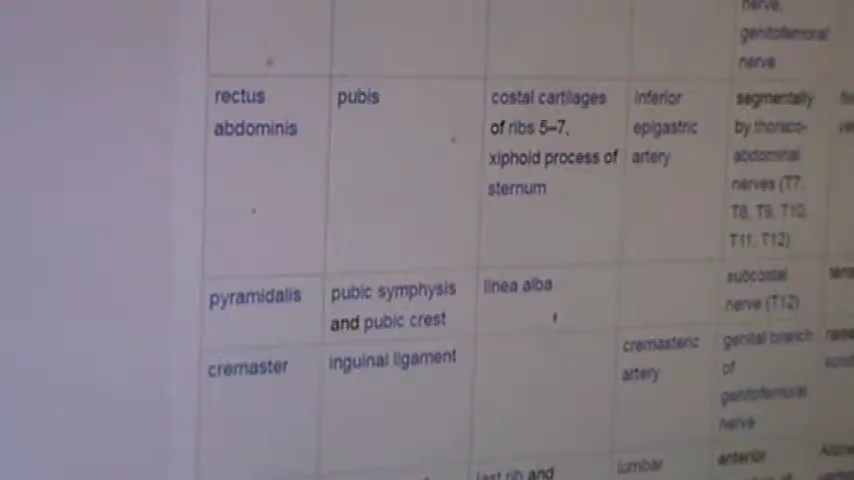 nerve,
genitofemoral
nerve
rectus
abdominis
pubis
costal cartilages
of ribs 5–7,
xiphoid process of
sternum
inferior
epigastric
artery
segmentally
by thoraco-
abdominal
nerves (T7,
T8, T9, T10,
T11, T12)
pyramidalis
pubic symphysis
and pubic crest
linea alba
subcostal
nerve (T12)
cremaster
inguinal ligament
cremasteric
artery
genital branch
of
genitofemoral
nerve
last rib and
lumbar
anterior